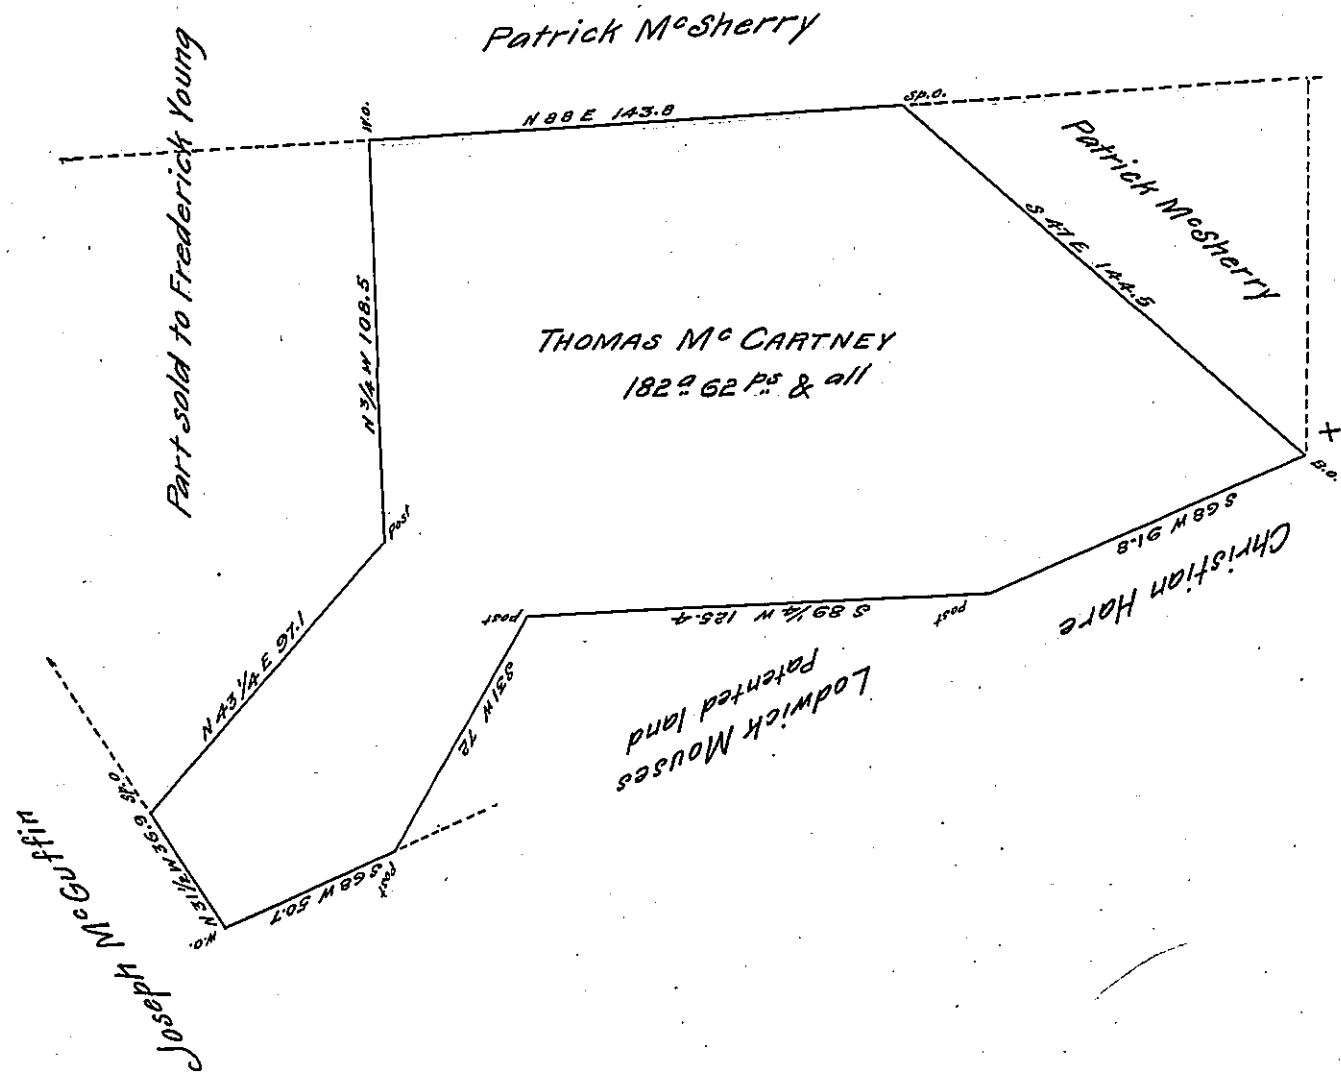 Patrick McSherry
Part sold to Frederick Young
W.O.
N 88 E 143.8
Sp.O.
Patrick McSherry
S 47 E 144.5
N 3/4 W 108.5
THOMAS McCARTNEY
182 a 62 ps & all
+
B.O.
S 68 W 91.8
Christian Hare
post
post
S 89 1/4 W 125.4
post
Lodwick Mouses
Patented land
S 31 W 72
N 43 1/4 E 97.1
Sp.O
N 31 1/2 W 36.9
post
S 68 W 50.7
W.O.
Joseph McGuffin